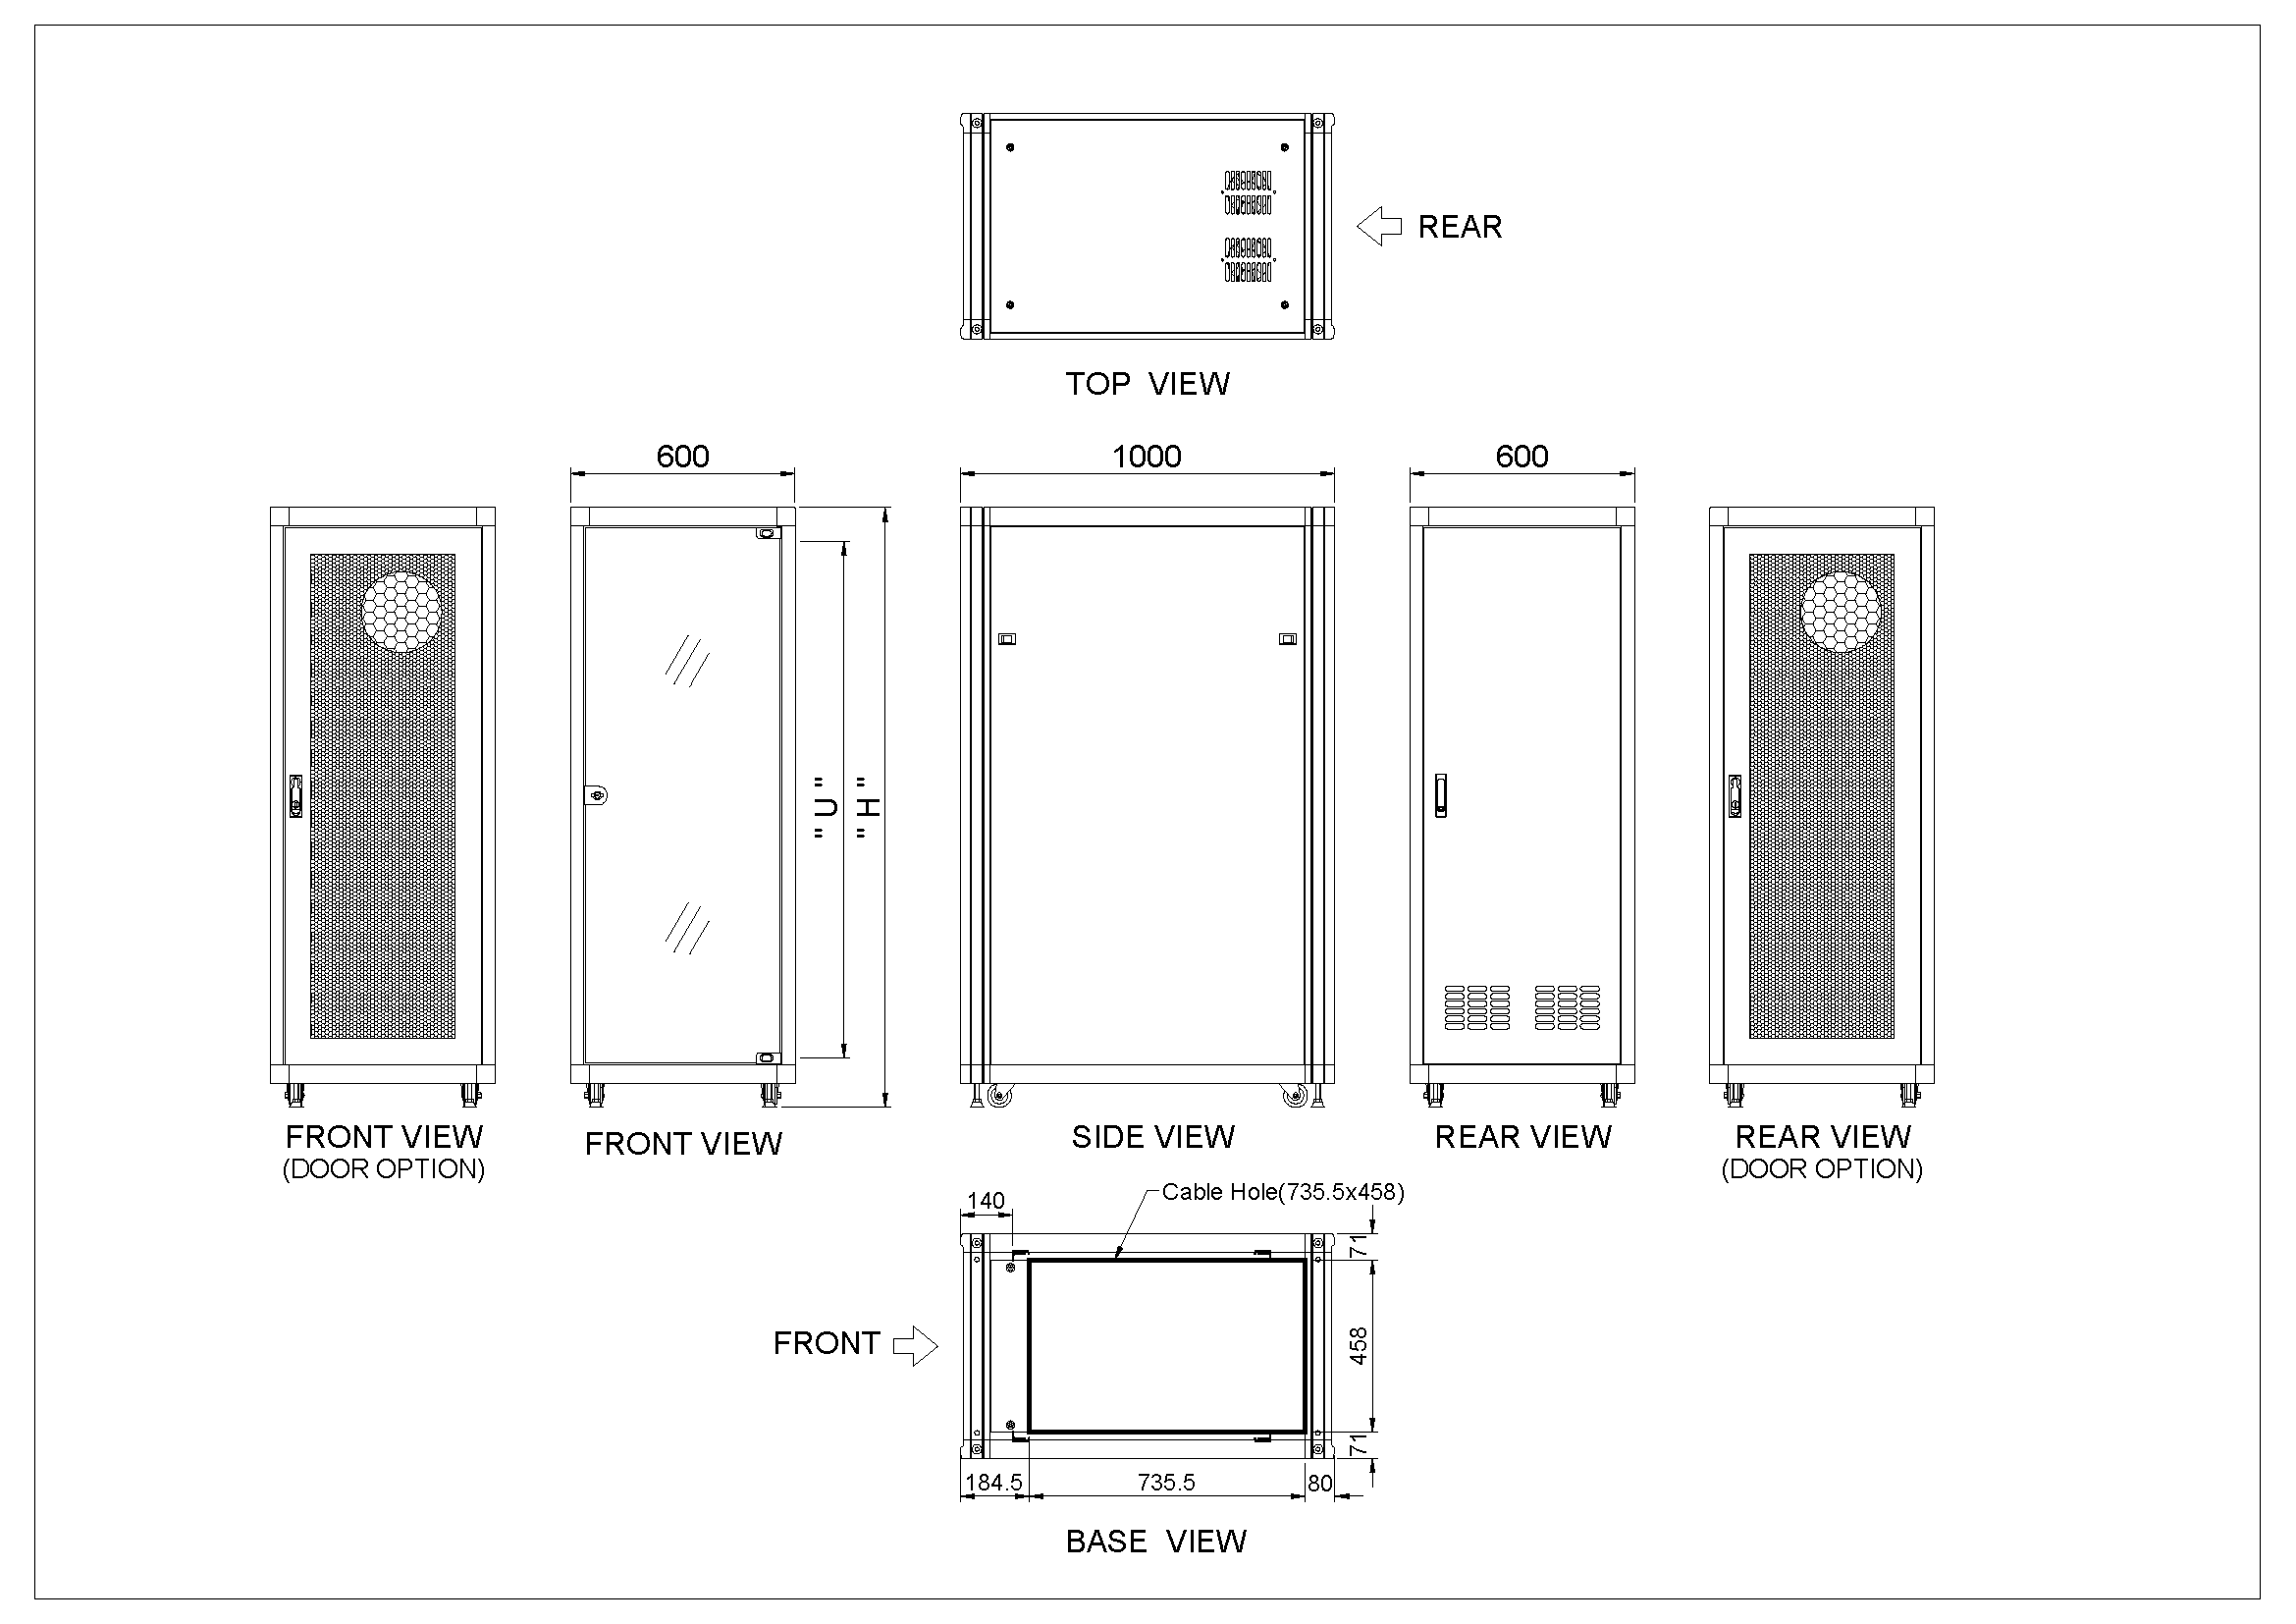 REAR
TOP VIEW
600
1000
600
"U"
"H"
FRONT VIEW
(DOOR OPTION)
FRONT VIEW
SIDE VIEW
REAR VIEW
REAR VIEW
(DOOR OPTION)
Cable Hole(735.5x458)
140
71
FRONT
458
71
184.5
735.5
80
BASE VIEW